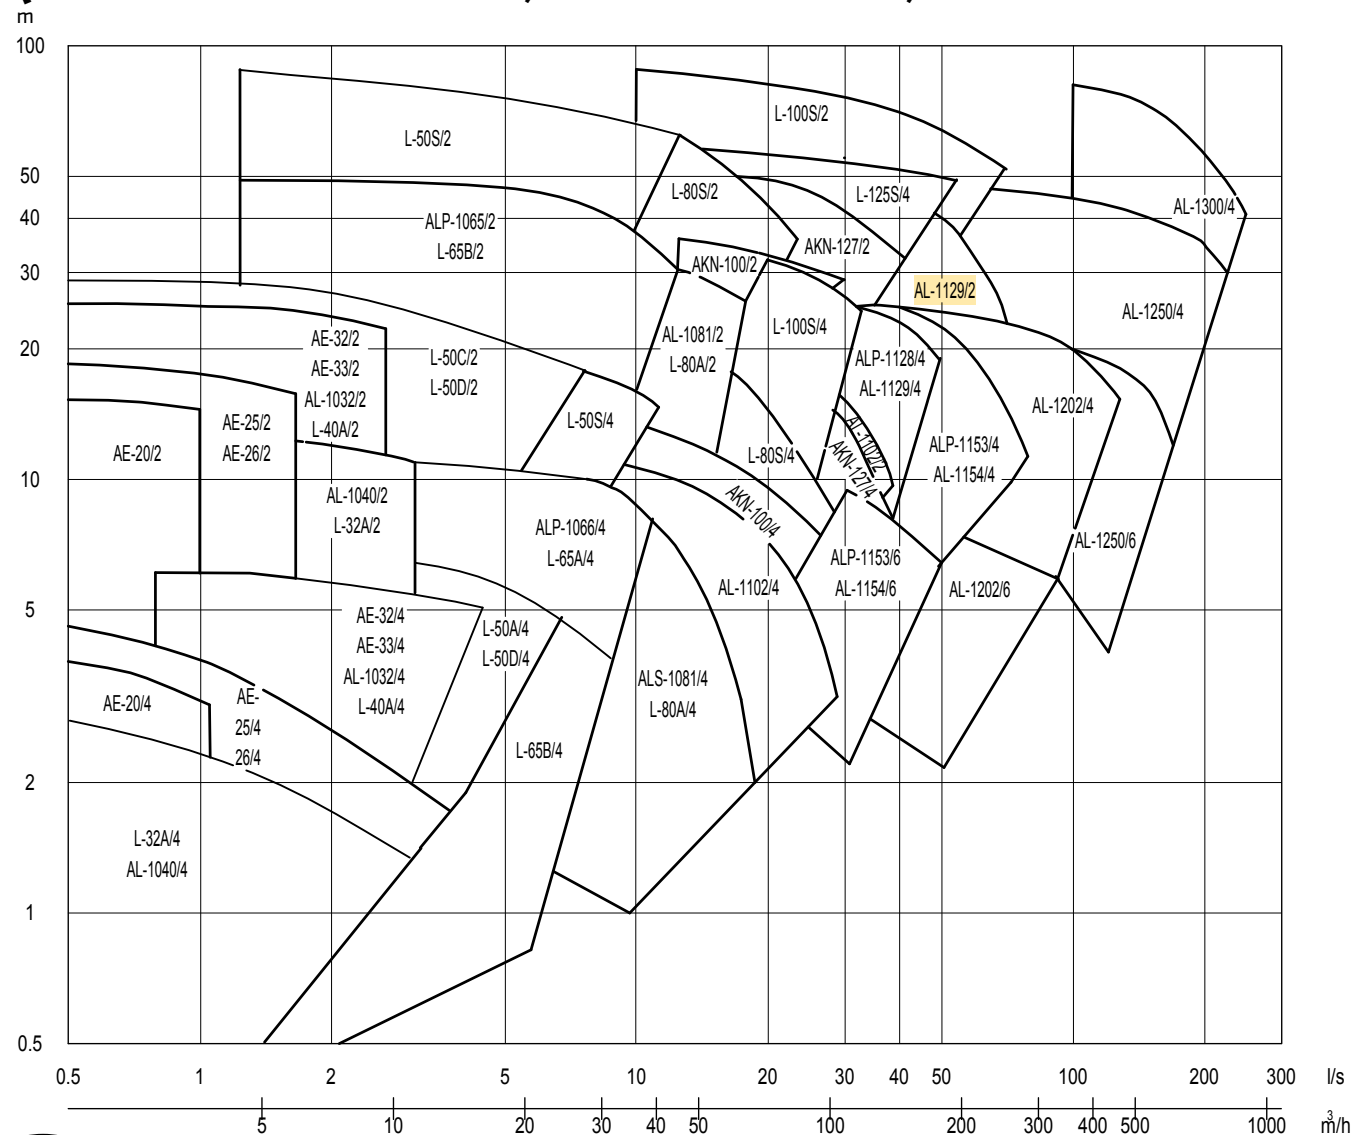 m
100
L-100S/2
L-50S/2
50
L-80S/2
L-125S/4
AL-1300/4
40
ALP-1065/2
L-65B/2
AKN-127/2
AKN-100/2
30
AL-1129/2
AL-1250/4
L-100S/4
AE-32/2
AE-33/2
AL-1032/2
L-40A/2
AL-1081/2
L-80A/2
20
L-50C/2
L-50D/2
ALP-1128/4
AL-1129/4
AL-1202/4
AE-25/2
AE-26/2
L-50S/4
AL-1102/2
ALP-1153/4
AL-1154/4
AE-20/2
L-80S/4
AKN-127/4
10
AL-1040/2
L-32A/2
AKN-100/4
ALP-1066/4
L-65A/4
AL-1250/6
ALP-1153/6
AL-1154/6
AL-1102/4
AL-1202/6
5
AE-32/4
AE-33/4
AL-1032/4
L-40A/4
L-50A/4
L-50D/4
ALS-1081/4
L-80A/4
AE-20/4
AE-
25/4
26/4
L-65B/4
2
L-32A/4
AL-1040/4
1
0.5
0.5 1 2 5 10 20 30 40 50 100 200 300 l/s
5 10 20 30 40 50 100 200 300 400 500 1000 m³/h